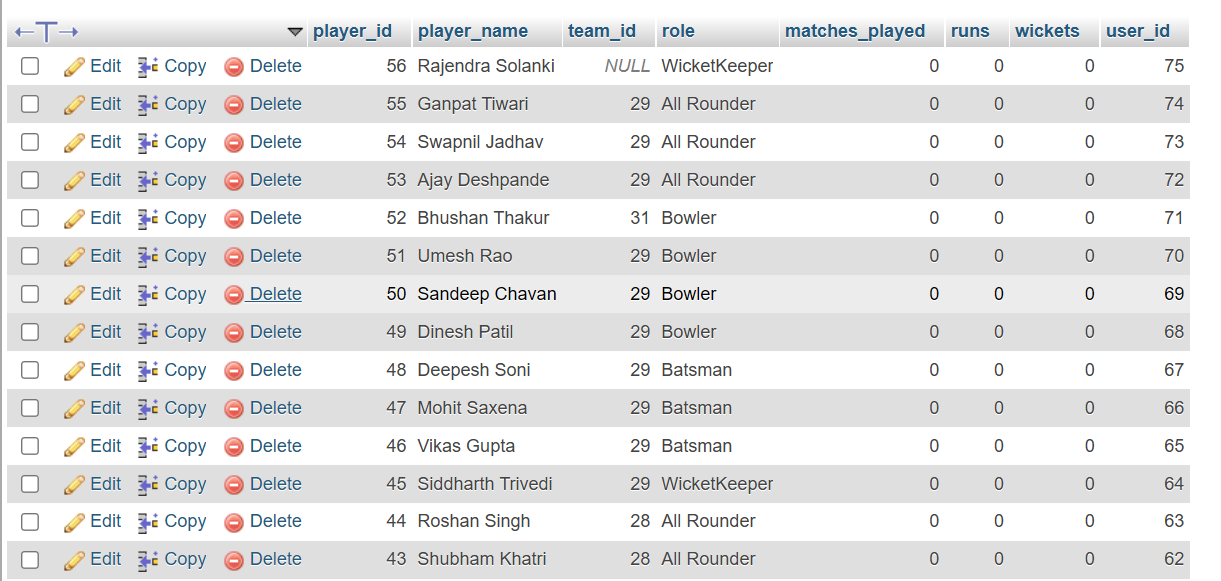 player_id player_name team_id role matches_played runs wickets user_id
Edit Copy Delete 56 Rajendra Solanki NULL WicketKeeper 0 0 0 75
Edit Copy Delete 55 Ganpat Tiwari 29 All Rounder 0 0 0 74
Edit Copy Delete 54 Swapnil Jadhav 29 All Rounder 0 0 0 73
Edit Copy Delete 53 Ajay Deshpande 29 All Rounder 0 0 0 72
Edit Copy Delete 52 Bhushan Thakur 31 Bowler 0 0 0 71
Edit Copy Delete 51 Umesh Rao 29 Bowler 0 0 0 70
Edit Copy Delete 50 Sandeep Chavan 29 Bowler 0 0 0 69
Edit Copy Delete 49 Dinesh Patil 29 Bowler 0 0 0 68
Edit Copy Delete 48 Deepesh Soni 29 Batsman 0 0 0 67
Edit Copy Delete 47 Mohit Saxena 29 Batsman 0 0 0 66
Edit Copy Delete 46 Vikas Gupta 29 Batsman 0 0 0 65
Edit Copy Delete 45 Siddharth Trivedi 29 WicketKeeper 0 0 0 64
Edit Copy Delete 44 Roshan Singh 28 All Rounder 0 0 0 63
Edit Copy Delete 43 Shubham Khatri 28 All Rounder 0 0 0 62